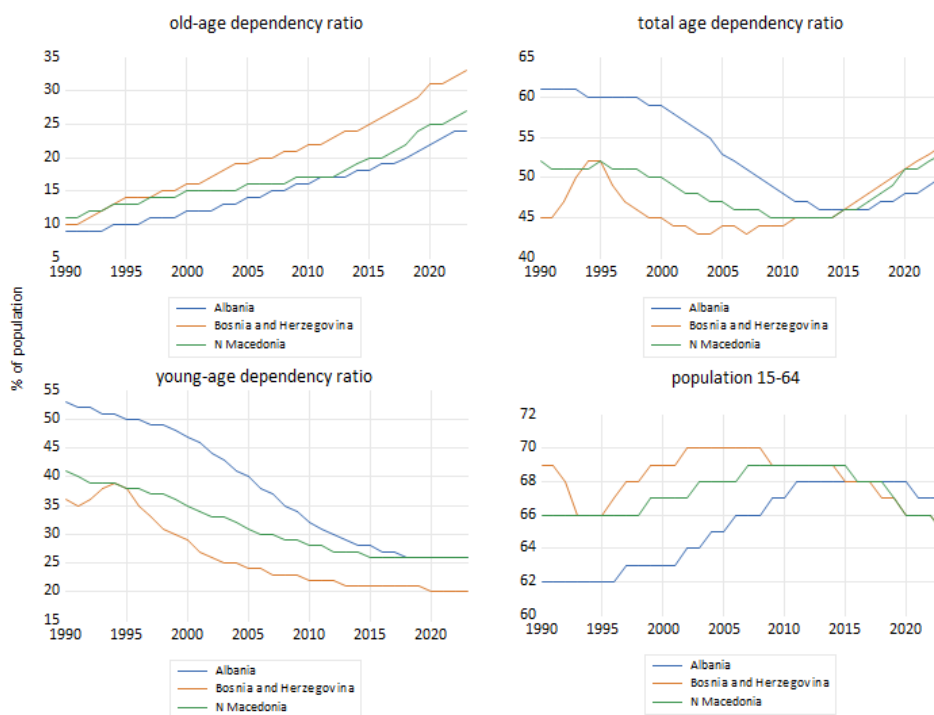 old-age dependency ratio
35
30
25
20
15
10
5
1990 1995 2000 2005 2010 2015 2020
Albania
Bosnia and Herzegovina
N Macedonia
total age dependency ratio
65
60
55
50
45
40
1990 1995 2000 2005 2010 2015 2020
Albania
Bosnia and Herzegovina
N Macedonia
% of population
young-age dependency ratio
55
50
45
40
35
30
25
20
15
1990 1995 2000 2005 2010 2015 2020
Albania
Bosnia and Herzegovina
N Macedonia
population 15-64
72
70
68
66
64
62
60
1990 1995 2000 2005 2010 2015 2020
Albania
Bosnia and Herzegovina
N Macedonia